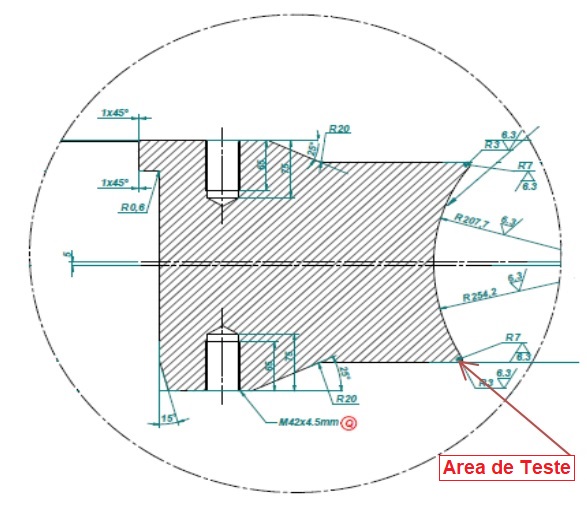 1x45°
R20
25°
65
75
6.3
R3
R7
6.3
1x45°
R0,6
6.3
R207,7
5
6.3
R254,2
R7
6.3
65
75
25°
6.3
R3
R20
15°
M42x4.5mm Q
Area de Teste